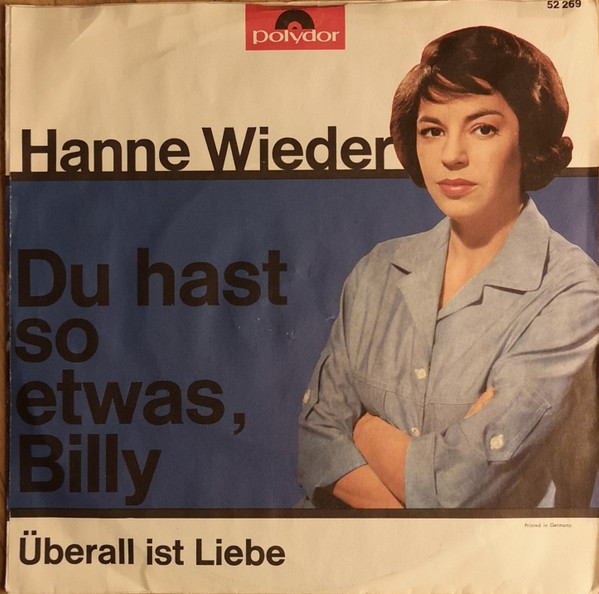 52 269
polydor
Hanne Wieder
Du hast
so
etwas,
Billy
Printed in Germany
Überall ist Liebe